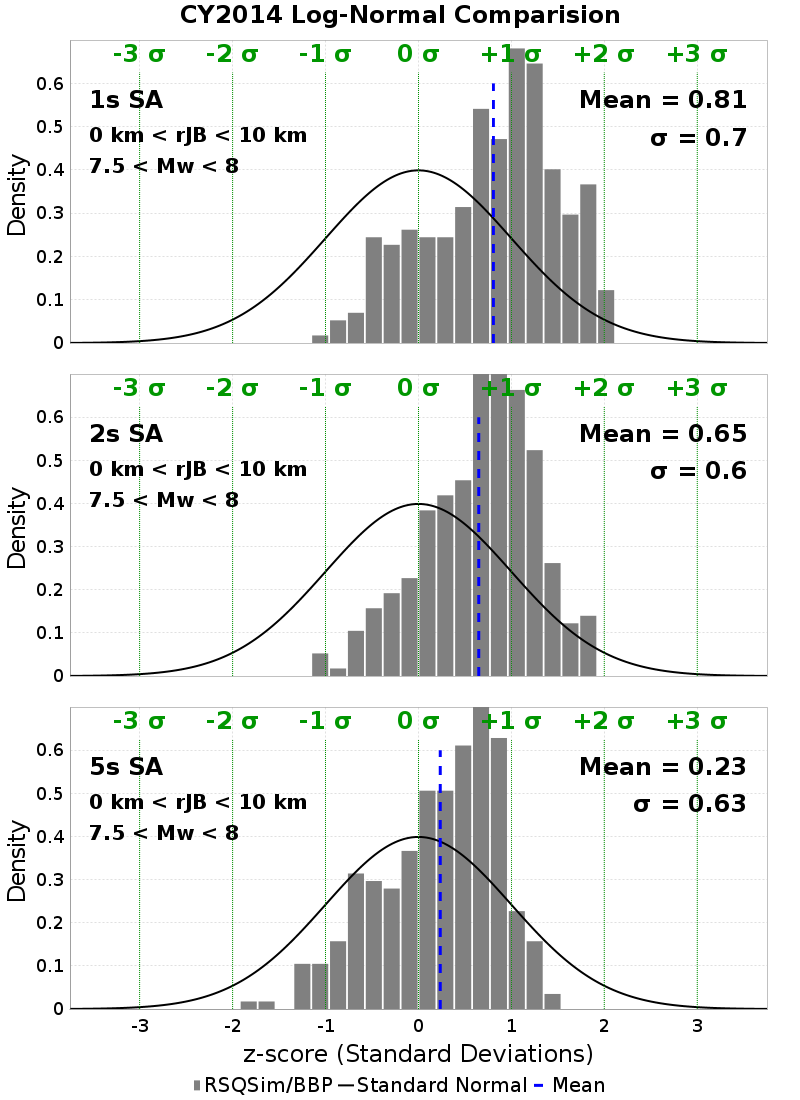 CY2014 Log-Normal Comparision
-3 σ -2 σ -1 σ 0 σ +1 σ +2 σ +3 σ
1s SA
0 km < rJB < 10 km
7.5 < Mw < 8
Mean = 0.81
σ = 0.7
Density
0.6
0.5
0.4
0.3
0.2
0.1
0
-3 σ -2 σ -1 σ 0 σ +1 σ +2 σ +3 σ
2s SA
0 km < rJB < 10 km
7.5 < Mw < 8
Mean = 0.65
σ = 0.6
Density
0.6
0.5
0.4
0.3
0.2
0.1
0
-3 σ -2 σ -1 σ 0 σ +1 σ +2 σ +3 σ
5s SA
0 km < rJB < 10 km
7.5 < Mw < 8
Mean = 0.23
σ = 0.63
Density
0.6
0.5
0.4
0.3
0.2
0.1
0
-3 -2 -1 0 1 2 3
z-score (Standard Deviations)
RSQSim/BBP Standard Normal Mean